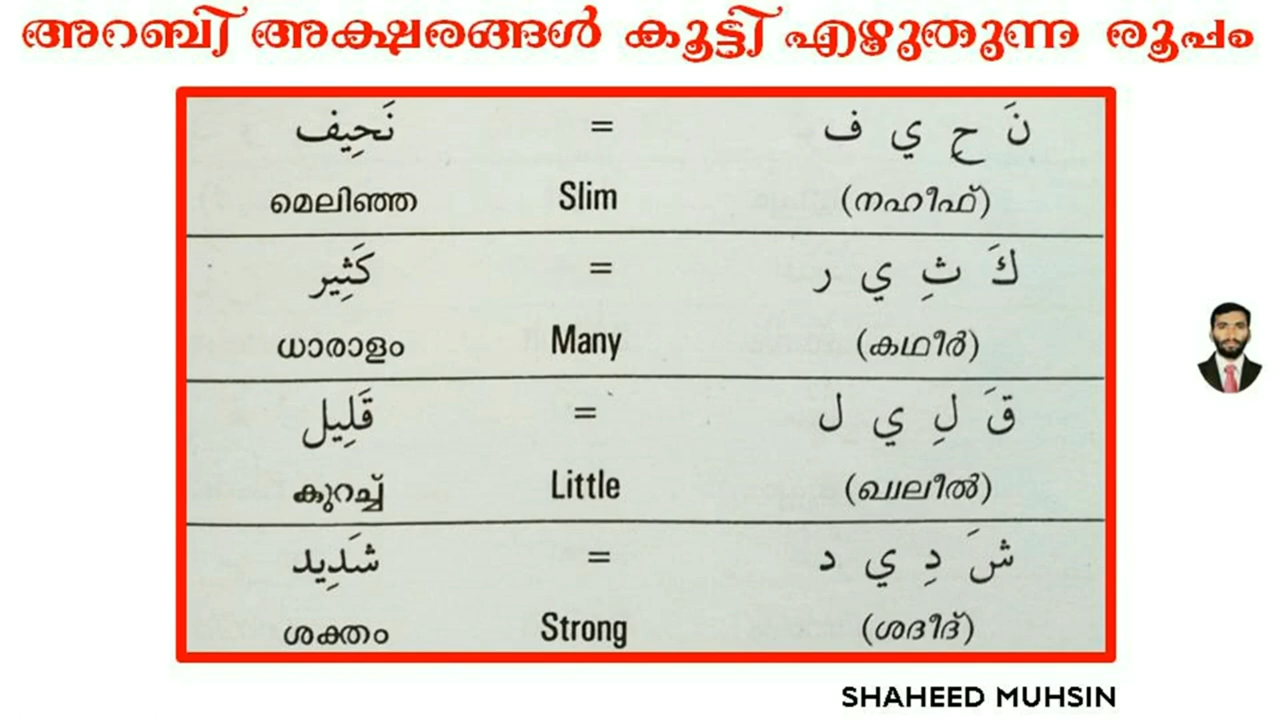 അറബി അക്ഷരങ്ങൾ കൂട്ടി എഴുതുന്ന രൂപം
نَ حِ ي ف = نَحِيف
മെലിഞ്ഞ Slim (നഹീഫ്)
كَ ثِ ي ر = كَثِير
ധാരാളം Many (കഥീർ)
قَ لِ ي ل = قَلِيل
കുറച്ച് Little (ഖലീൽ)
شَ دِ ي د = شَدِيد
ശക്തം Strong (ശദീദ്)
SHAHEED MUHSIN